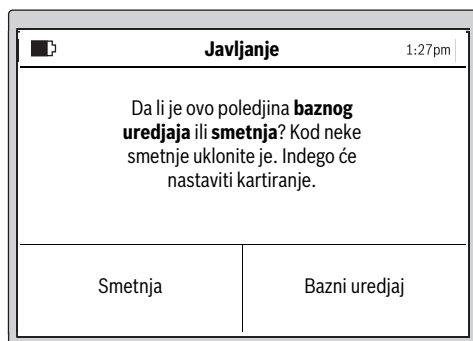 Javljanje 1:27pm
Da li je ovo poledjina baznog
uredjaja ili smetnja? Kod neke
smetnje uklonite je. Indego će
nastaviti kartiranje.
Smetnja Bazni uredjaj